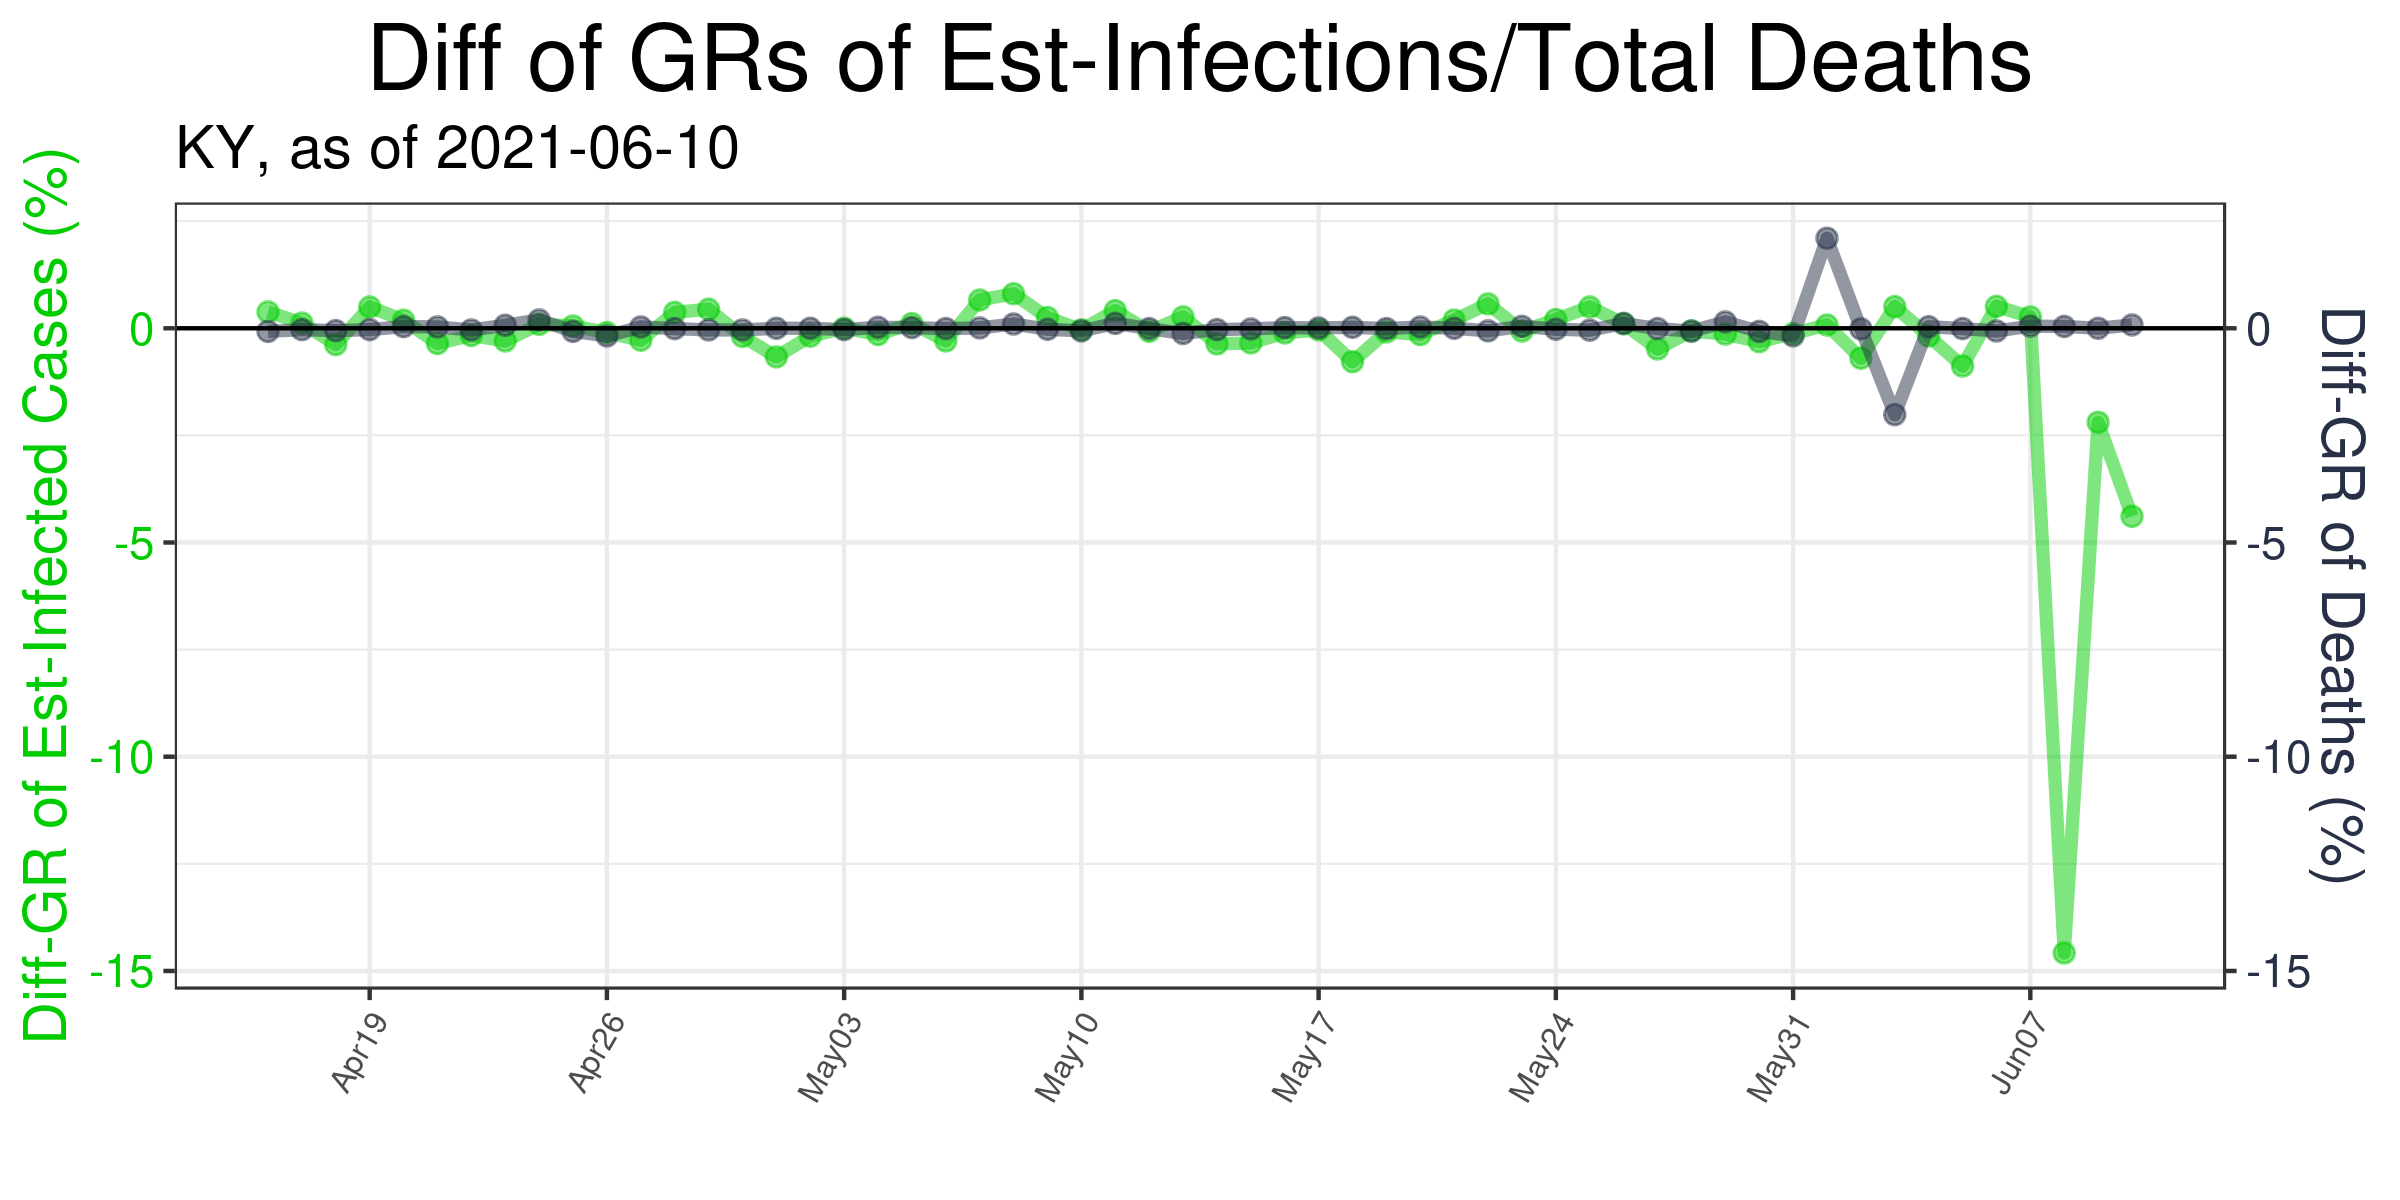 Diff of GRs of Est-Infections/Total Deaths
KY, as of 2021-06-10
Diff-GR of Est-Infected Cases (%)
0
-5
-10
-15
0
-5
-10
-15
Diff-GR of Deaths (%)
Apr19
Apr26
May03
May10
May17
May24
May31
Jun07